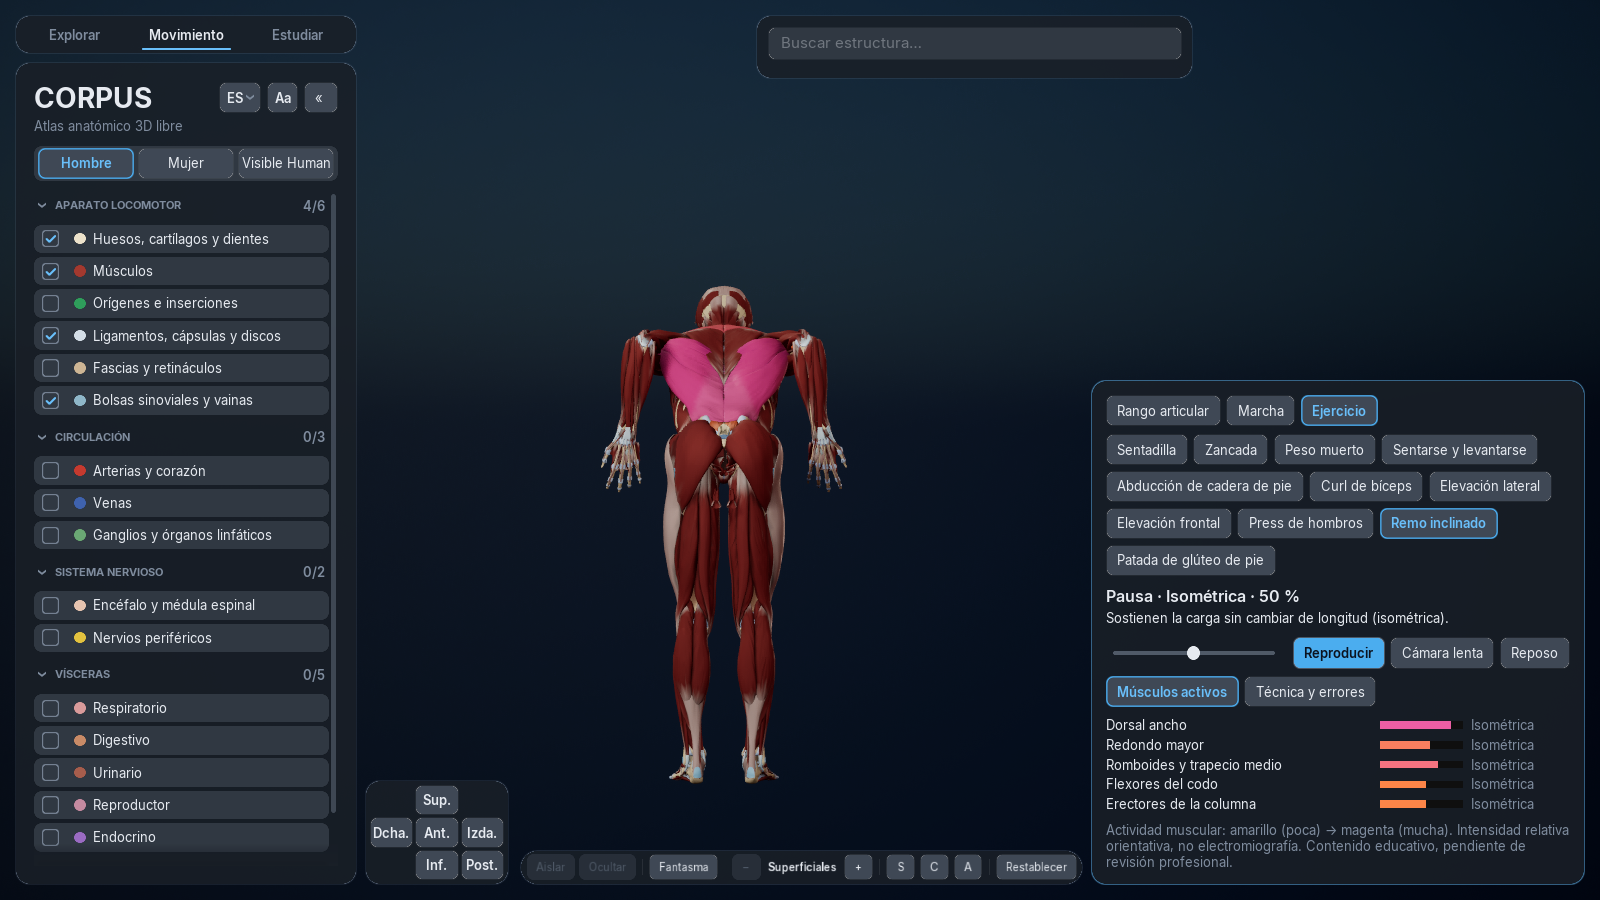 Explorar Movimiento Estudiar
Buscar estructura...
CORPUS ES Aa «
Atlas anatómico 3D libre
Hombre Mujer Visible Human
APARATO LOCOMOTOR 4/6
Huesos, cartílagos y dientes
Músculos
Orígenes e inserciones
Ligamentos, cápsulas y discos
Fascias y retináculos
Bolsas sinoviales y vainas
CIRCULACIÓN 0/3
Arterias y corazón
Venas
Ganglios y órganos linfáticos
SISTEMA NERVIOSO 0/2
Encéfalo y médula espinal
Nervios periféricos
VÍSCERAS 0/5
Respiratorio
Digestivo
Urinario
Reproductor
Endocrino
Sup.
Dcha. Ant. Izda.
Inf. Post.
Aislar Ocultar Fantasma − Superficiales + S C A Restablecer
Rango articular Marcha Ejercicio
Sentadilla Zancada Peso muerto Sentarse y levantarse
Abducción de cadera de pie Curl de bíceps Elevación lateral
Elevación frontal Press de hombros Remo inclinado
Patada de glúteo de pie
Pausa · Isométrica · 50 %
Sostienen la carga sin cambiar de longitud (isométrica).
Reproducir Cámara lenta Reposo
Músculos activos Técnica y errores
Dorsal ancho Isométrica
Redondo mayor Isométrica
Romboides y trapecio medio Isométrica
Flexores del codo Isométrica
Erectores de la columna Isométrica
Actividad muscular: amarillo (poca) → magenta (mucha). Intensidad relativa
orientativa, no electromiografía. Contenido educativo, pendiente de
revisión profesional.